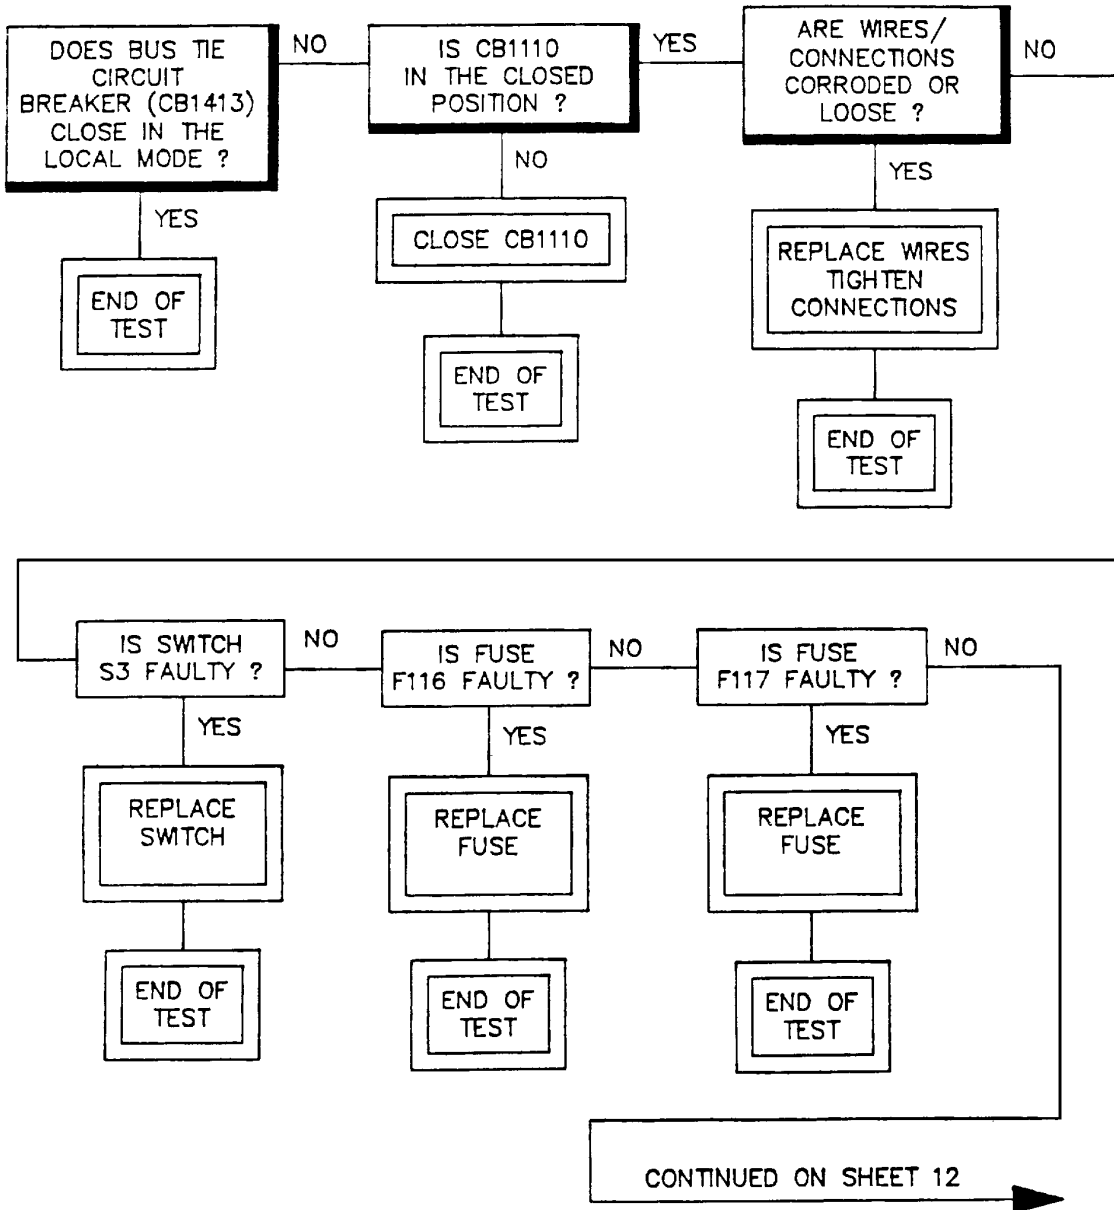 DOES BUS TIE
CIRCUIT
BREAKER (CB1413)
CLOSE IN THE
LOCAL MODE ?
NO
YES
END OF
TEST
IS CB1110
IN THE CLOSED
POSITION ?
YES
NO
CLOSE CB1110
END OF
TEST
ARE WIRES/
CONNECTIONS
CORRODED OR
LOOSE ?
NO
YES
REPLACE WIRES
TIGHTEN
CONNECTIONS
END OF
TEST
IS SWITCH
S3 FAULTY ?
NO
YES
REPLACE
SWITCH
END OF
TEST
IS FUSE
F116 FAULTY ?
NO
YES
REPLACE
FUSE
END OF
TEST
IS FUSE
F117 FAULTY ?
NO
YES
REPLACE
FUSE
END OF
TEST
CONTINUED ON SHEET 12